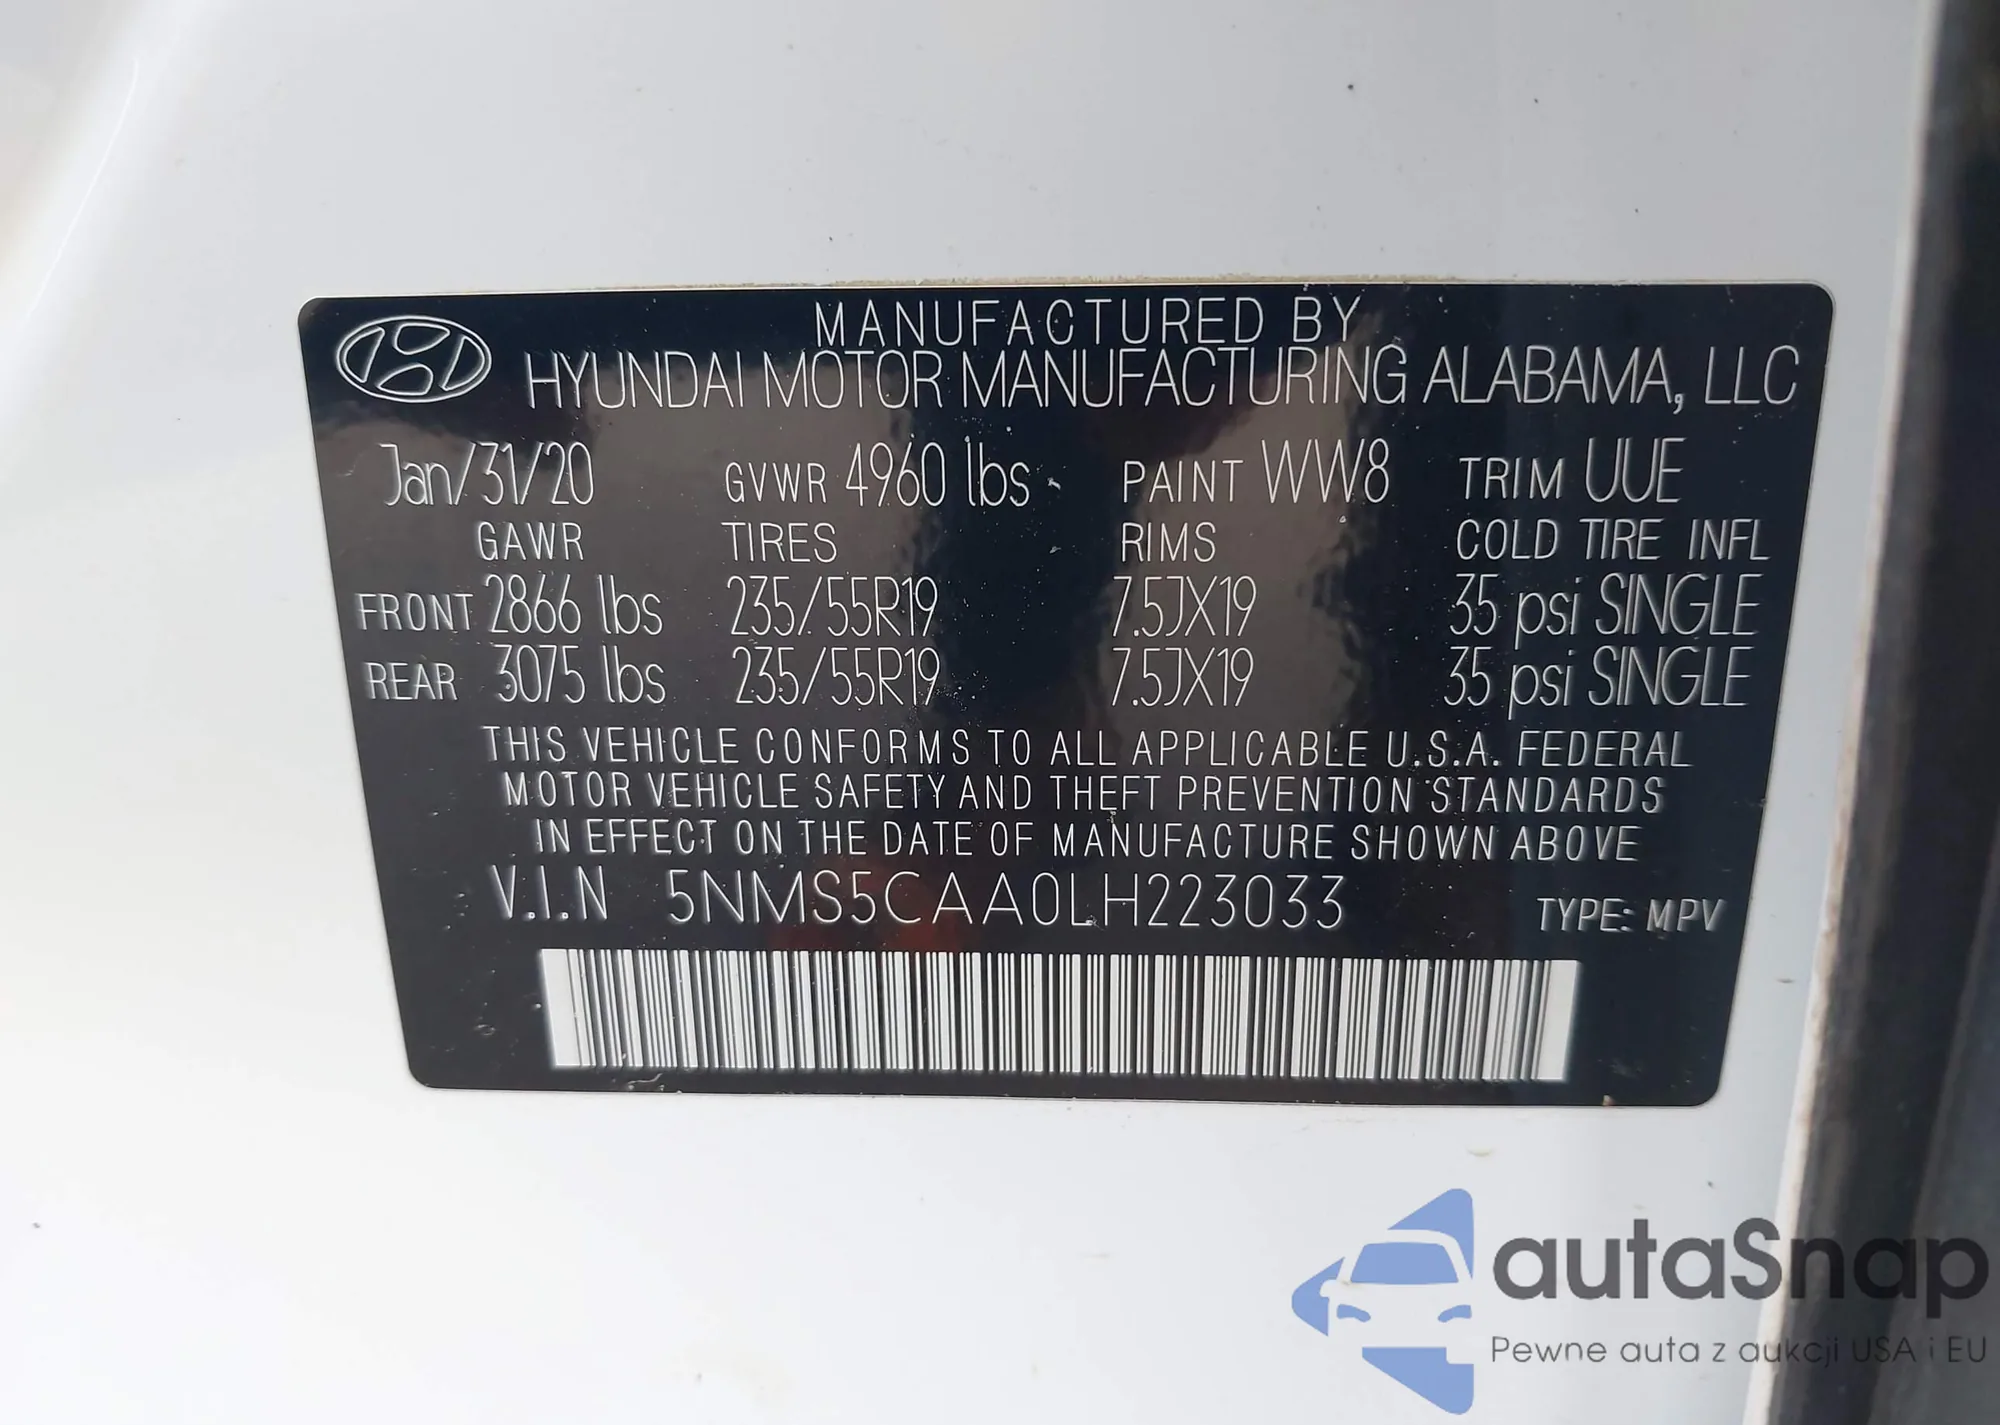 MANUFACTURED BY
HYUNDAI MOTOR MANUFACTURING ALABAMA, LLC
Jan/31/20 GVWR 4960 lbs PAINT WW8 TRIM UUE
GAWR TIRES RIMS COLD TIRE INFL
FRONT 2866 lbs 235/55R19 7.5JX19 35 psi SINGLE
REAR 3075 lbs 235/55R19 7.5JX19 35 psi SINGLE
THIS VEHICLE CONFORMS TO ALL APPLICABLE U.S.A. FEDERAL
MOTOR VEHICLE SAFETY AND THEFT PREVENTION STANDARDS
IN EFFECT ON THE DATE OF MANUFACTURE SHOWN ABOVE
V.I.N 5NMS5CAA0LH223033 TYPE: MPV
autaSnap
Pewne auta z aukcji USA i EU